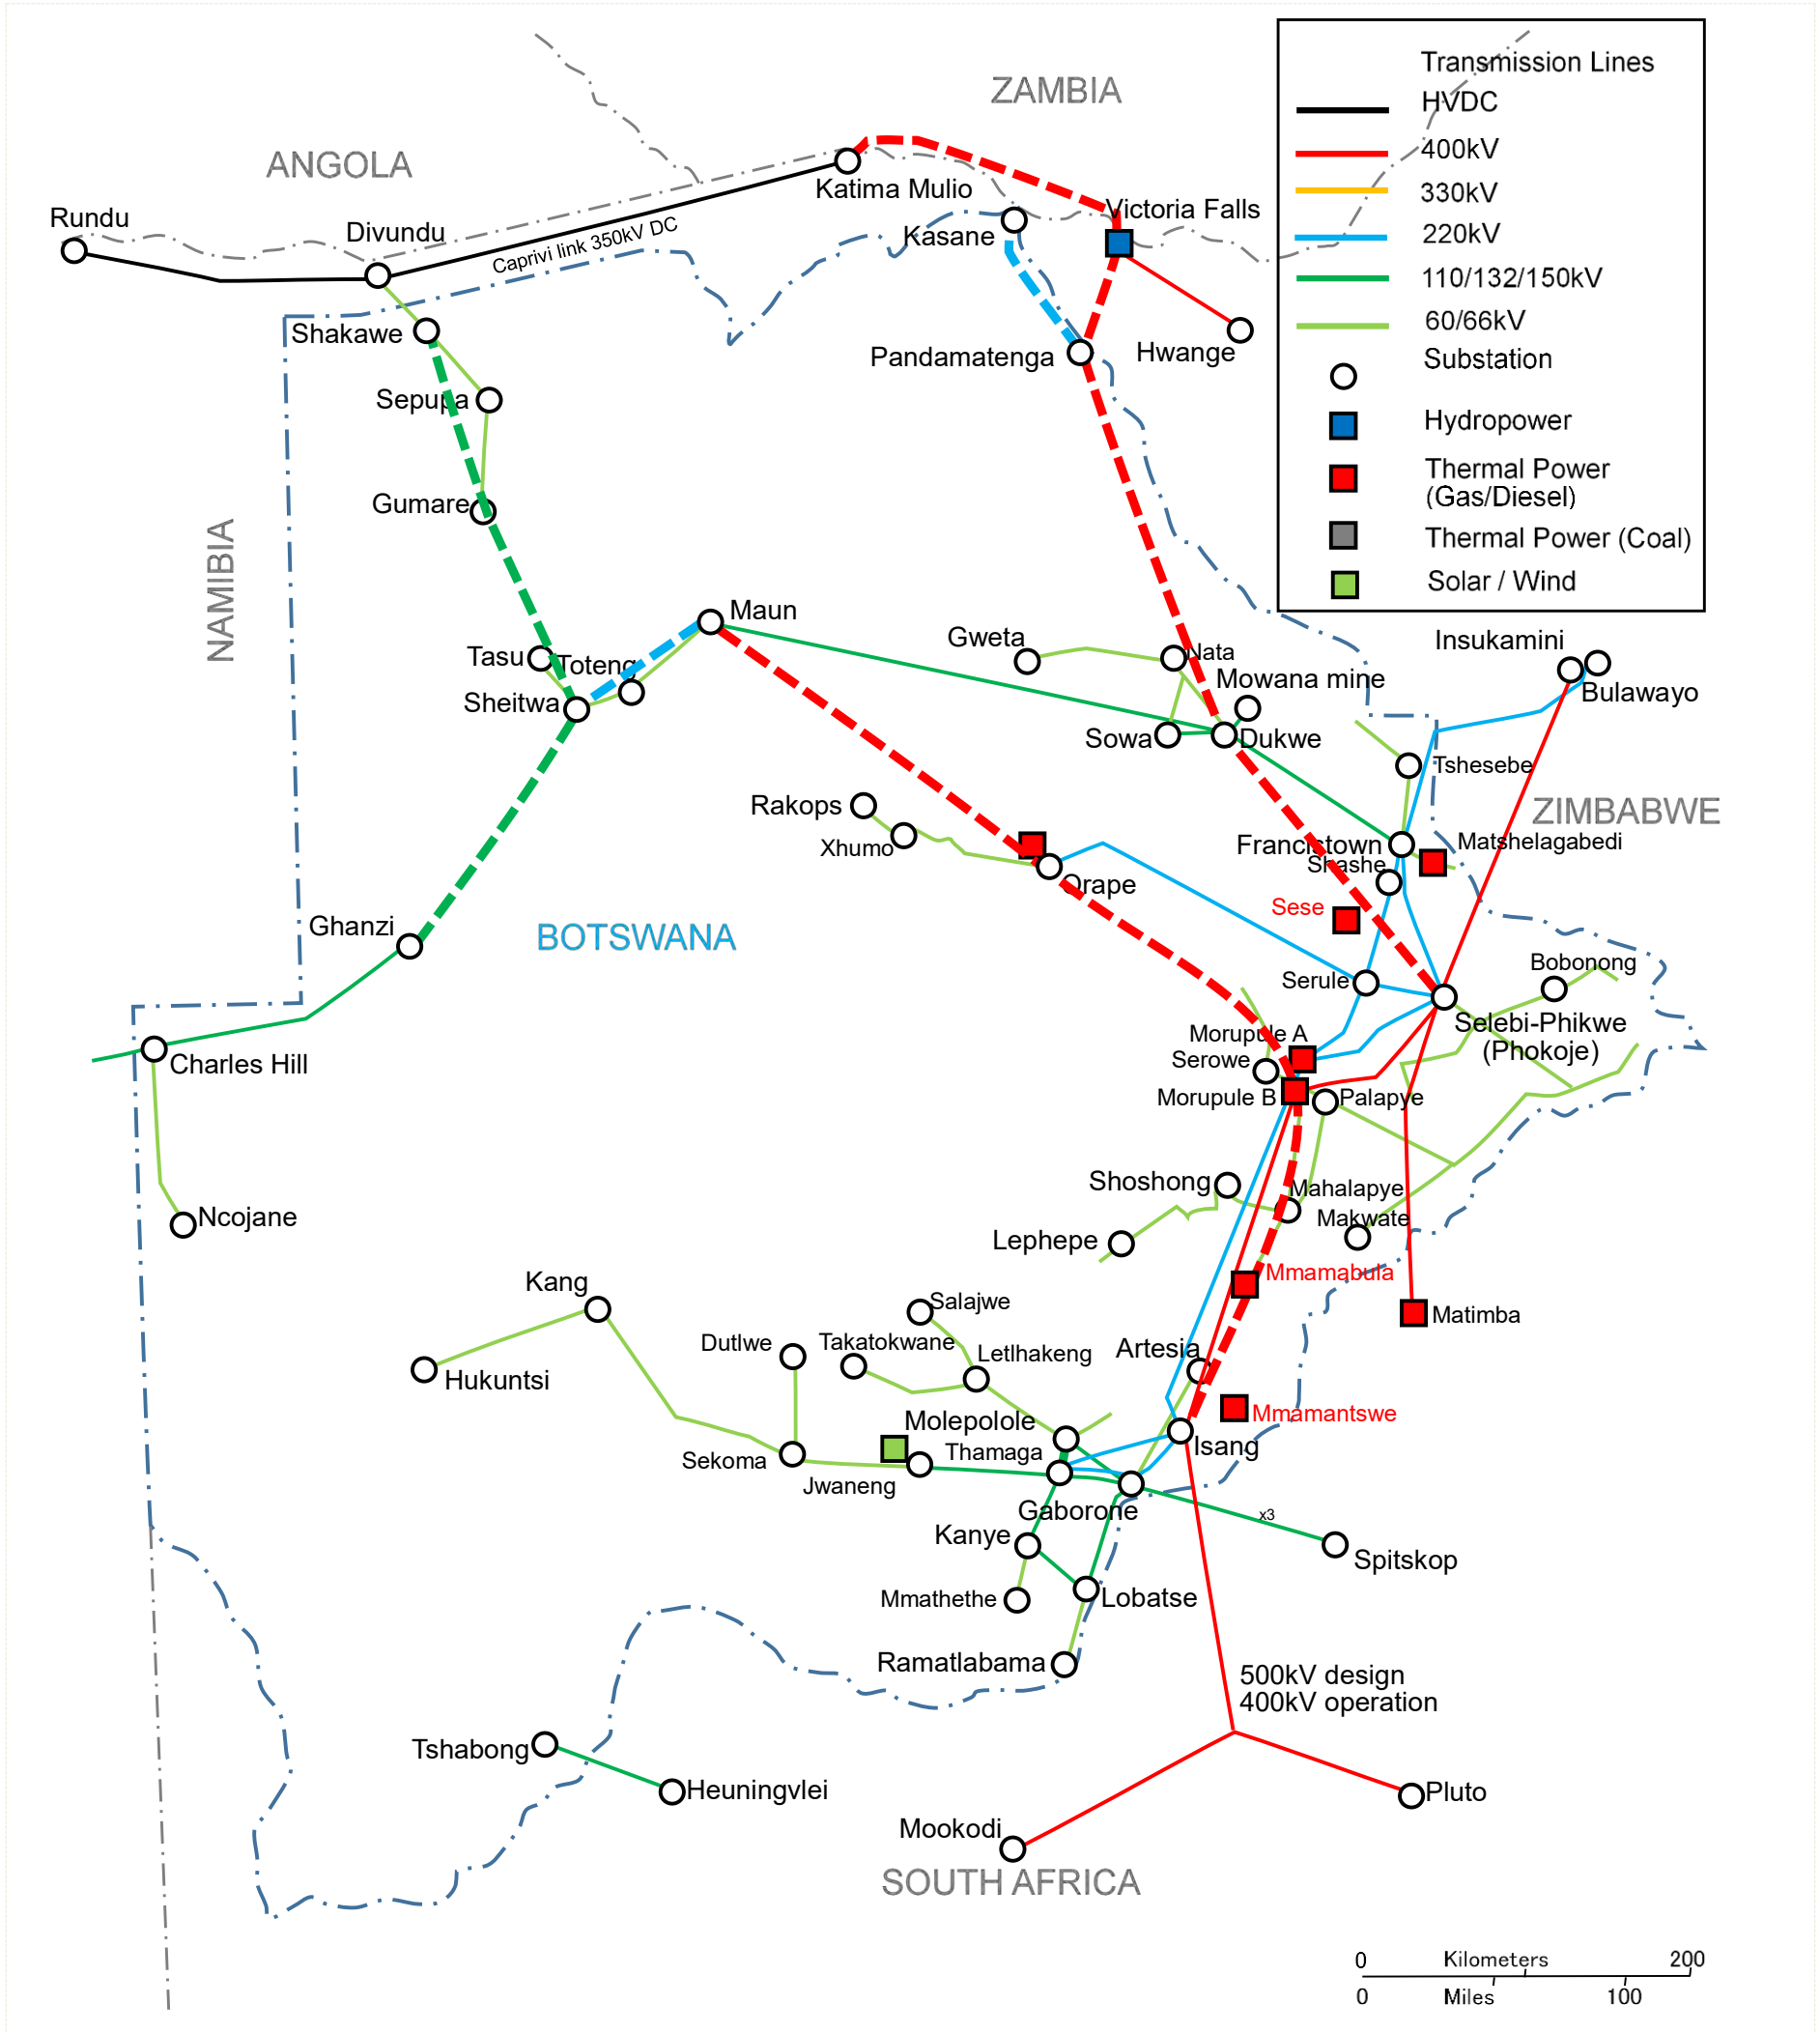 ZAMBIA
ANGOLA
Transmission Lines
HVDC
400kV
330kV
220kV
110/132/150kV
60/66kV
Substation
Hydropower
Thermal Power
(Gas/Diesel)
Thermal Power (Coal)
Solar / Wind
Rundu
Divundu
Katima Mulio
Victoria Falls
Kasane
Caprivi link 350kV DC
Shakawe
Pandamatenga
Hwange
Sepupa
Gumare
NAMIBIA
Maun
Gweta
Nata
Insukamini
Tasu
Toteng
Mowana mine
Bulawayo
Sheitwa
Sowa
Dukwe
Tshesebe
Rakops
ZIMBABWE
Xhumo
Francistown
Matshelagabedi
Shashe
Orape
Sese
Ghanzi
BOTSWANA
Bobonong
Serule
Selebi-Phikwe
(Phokoje)
Morupule A
Serowe
Charles Hill
Morupule B
Palapye
Shoshong
Mahalapye
Makwate
Ncojane
Lephepe
Mmamabula
Kang
Salajwe
Matimba
Dutlwe
Takatokwane
Letlhakeng
Artesia
Hukuntsi
Molepolole
Mmamantswe
Thamaga
Isang
Sekoma
Jwaneng
Gaborone
x3
Kanye
Spitskop
Mmathethe
Lobatse
Ramatlabama
500kV design
400kV operation
Tshabong
Heuningvlei
Pluto
Mookodi
SOUTH AFRICA
0 Kilometers 200
0 Miles 100